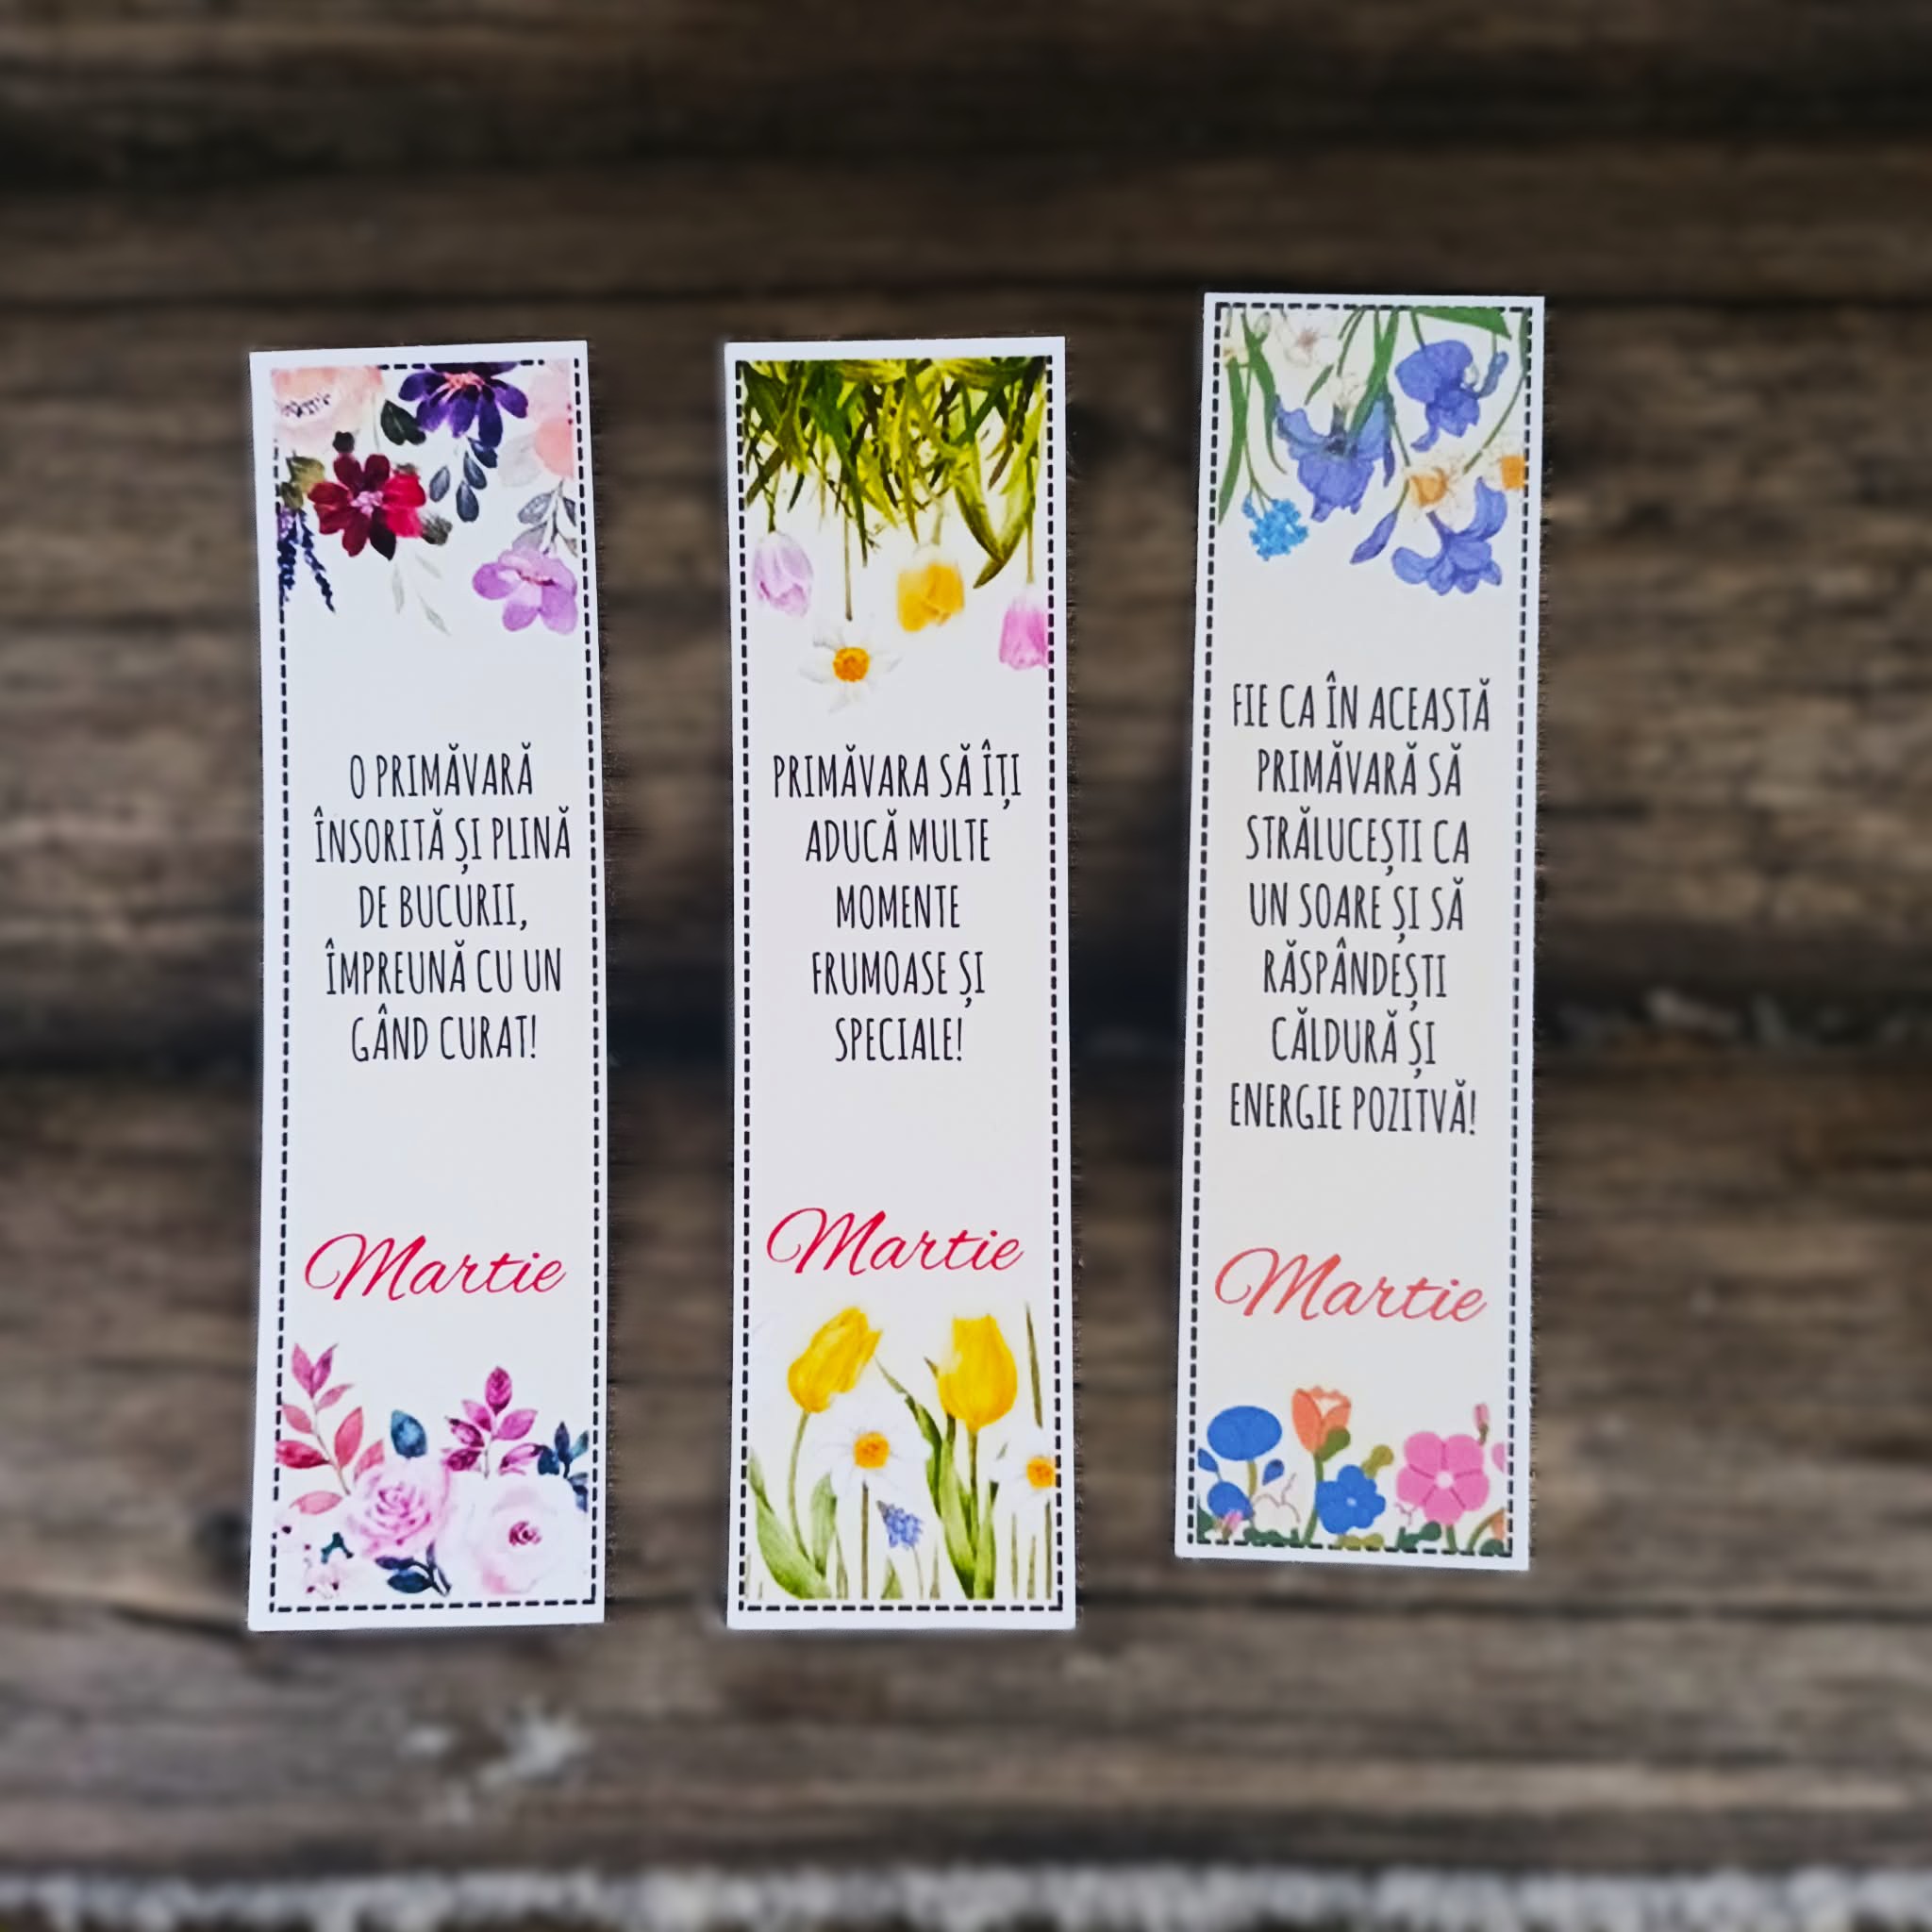 O PRIMĂVARĂ
ÎNSORITĂ ȘI PLINĂ
DE BUCURII,
ÎMPREUNĂ CU UN
GÂND CURAT!
Martie
PRIMĂVARA SĂ ÎȚI
ADUCĂ MULTE
MOMENTE
FRUMOASE ȘI
SPECIALE!
Martie
FIE CA ÎN ACEASTĂ
PRIMĂVARĂ SĂ
STRĂLUCEȘTI CA
UN SOARE ȘI SĂ
RĂSPÂNDEȘTI
CĂLDURĂ ȘI
ENERGIE POZITVĂ!
Martie